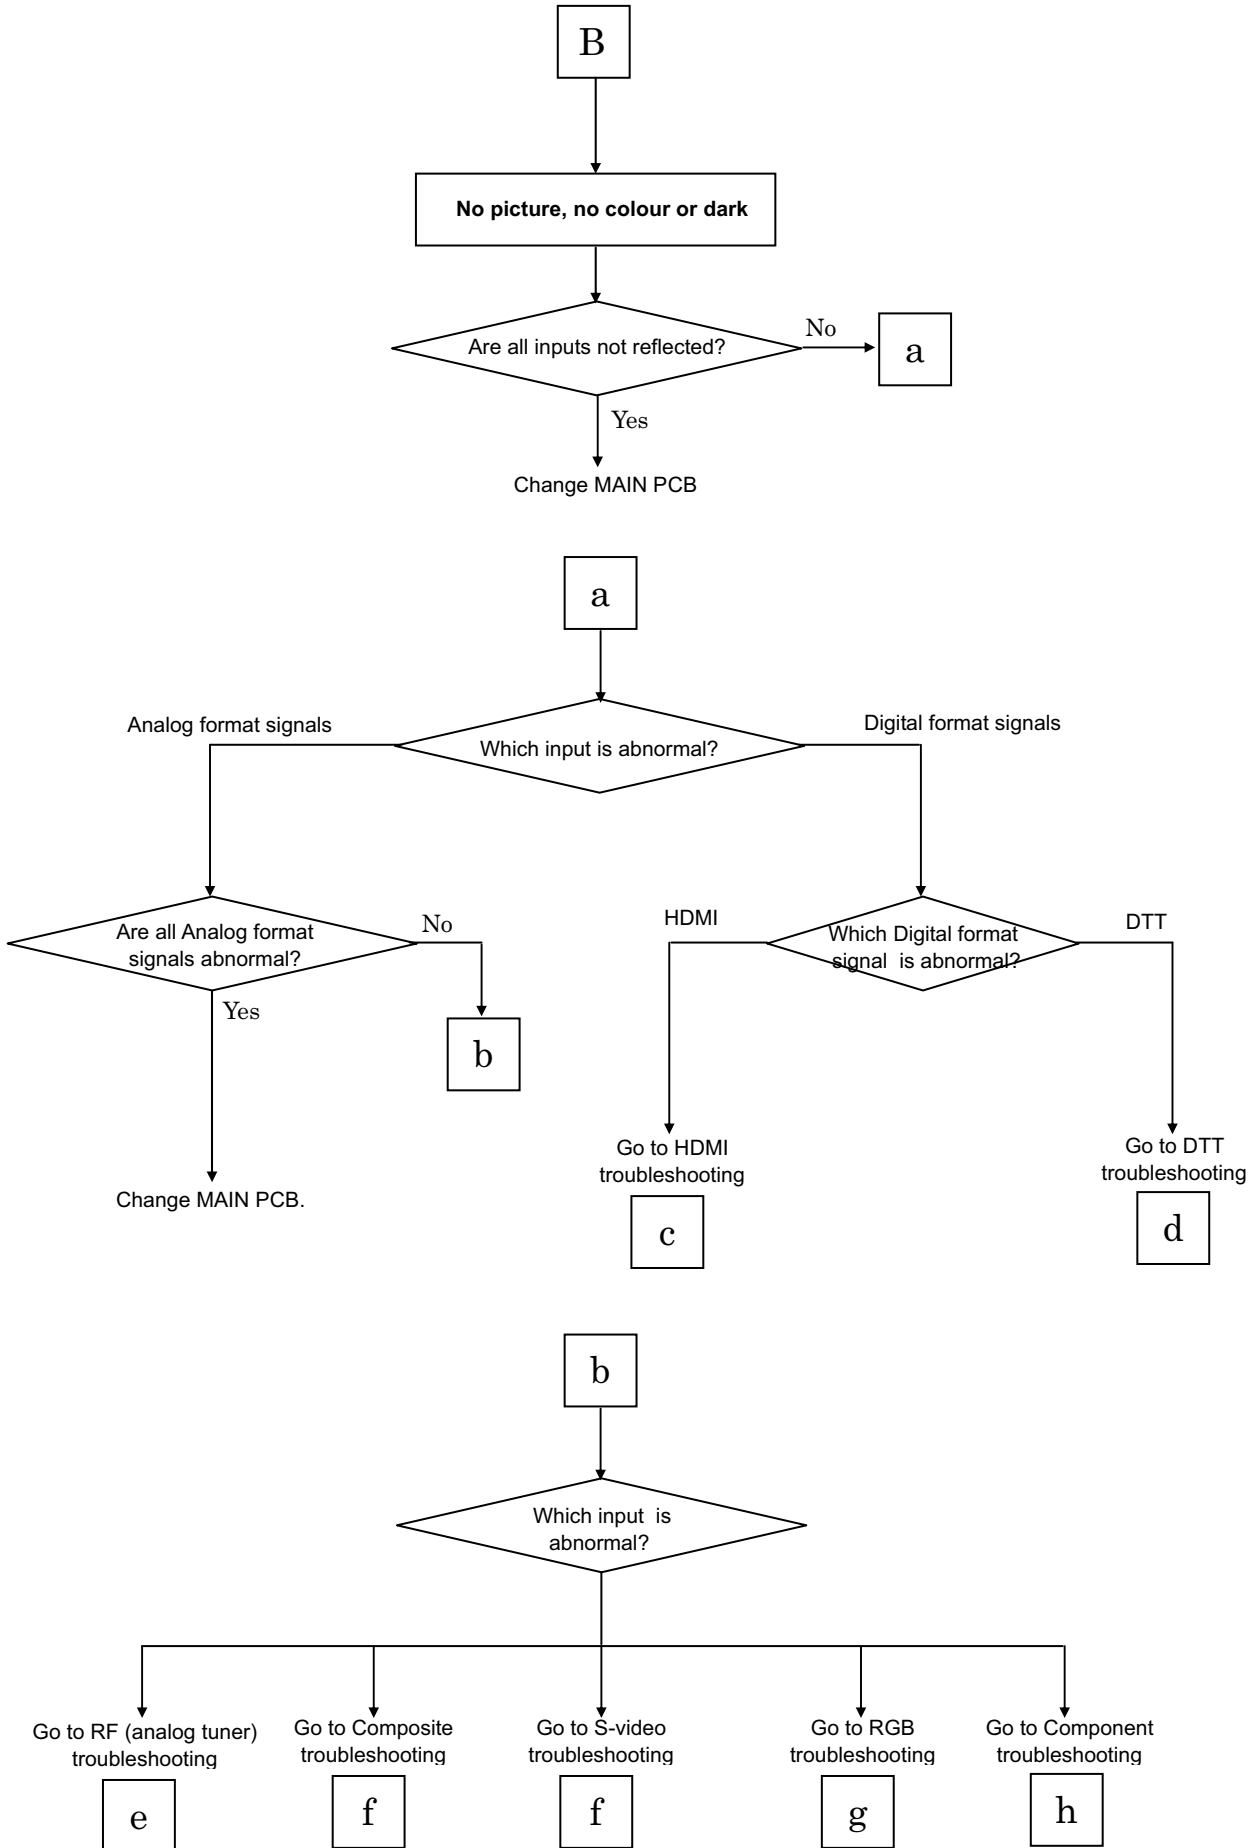 B
No picture, no colour or dark
Are all inputs not reflected?
No
a
Yes
Change MAIN PCB
a
Analog format signals
Which input is abnormal?
Digital format signals
Are all Analog format
signals abnormal?
No
Yes
b
Change MAIN PCB.
HDMI
Which Digital format
signal  is abnormal?
DTT
Go to HDMI
troubleshooting
c
Go to DTT
troubleshooting
d
b
Which input  is
abnormal?
Go to RF (analog tuner)
troubleshooting
e
Go to Composite
troubleshooting
f
Go to S-video
troubleshooting
f
Go to RGB
troubleshooting
g
Go to Component
troubleshooting
h